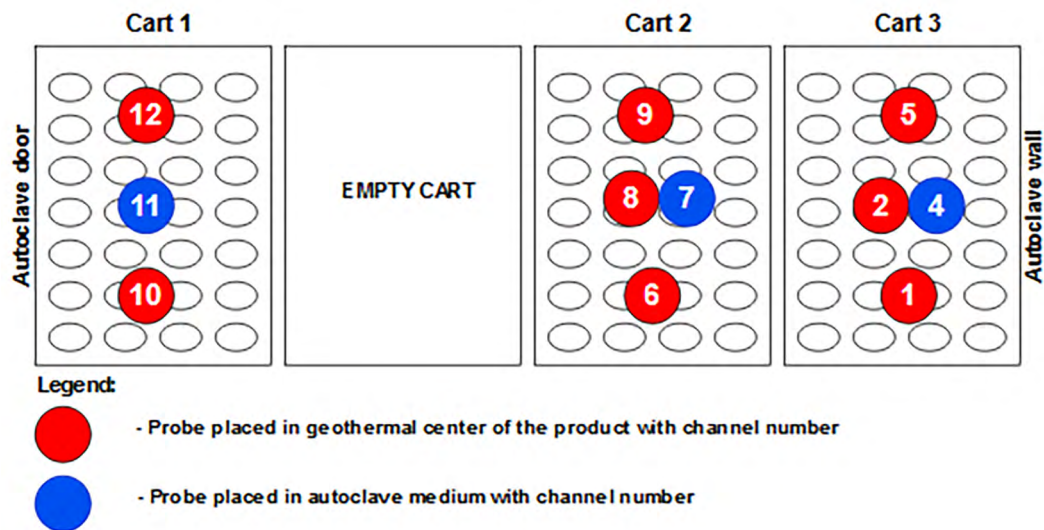 Cart 1
Cart 2
Cart 3
Autoclave door
12
11
10
EMPTY CART
9
8
7
6
5
2
4
1
Autoclave wall
Legend:
- Probe placed in geothermal center of the product with channel number
- Probe placed in autoclave medium with channel number